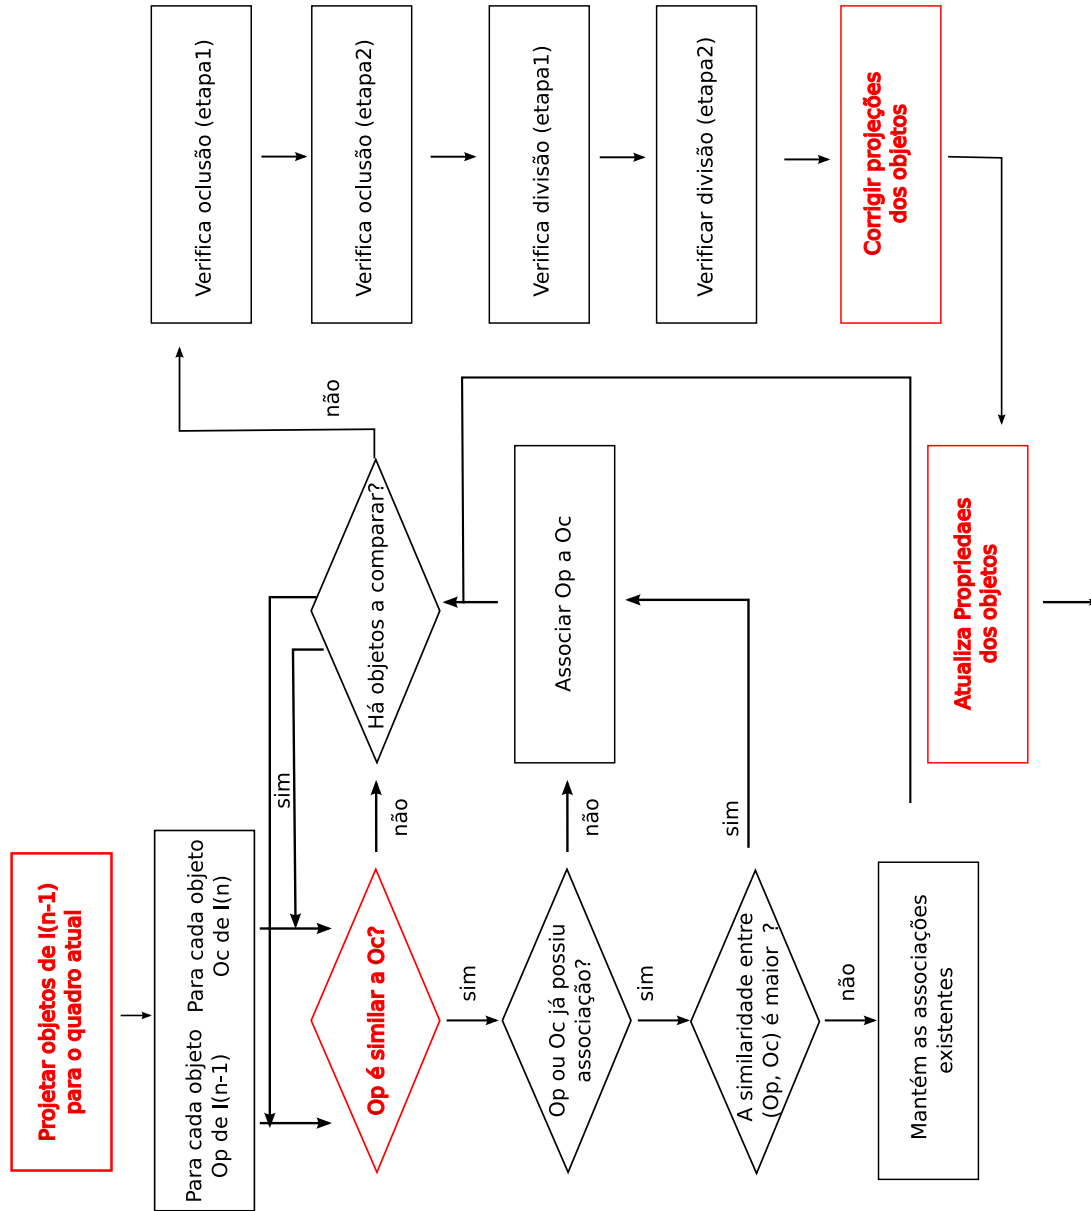 Projetar objetos de I(n-1)
para o quadro atual
Para cada objeto
Op de I(n-1)
Para cada objeto
Oc de I(n)
Op é similar a Oc?
não
sim
Há objetos a comparar?
sim
não
Op ou Oc já possiu
associação?
não
sim
Associar Op a Oc
A similaridade entre
(Op, Oc) é maior ?
sim
não
Mantém as associações
existentes
Verifica oclusão (etapa1)
Verifica oclusão (etapa2)
Verifica divisão (etapa1)
Verificar divisão (etapa2)
Corrigir projeções
dos objetos
Atualiza Propriedaes
dos objetos